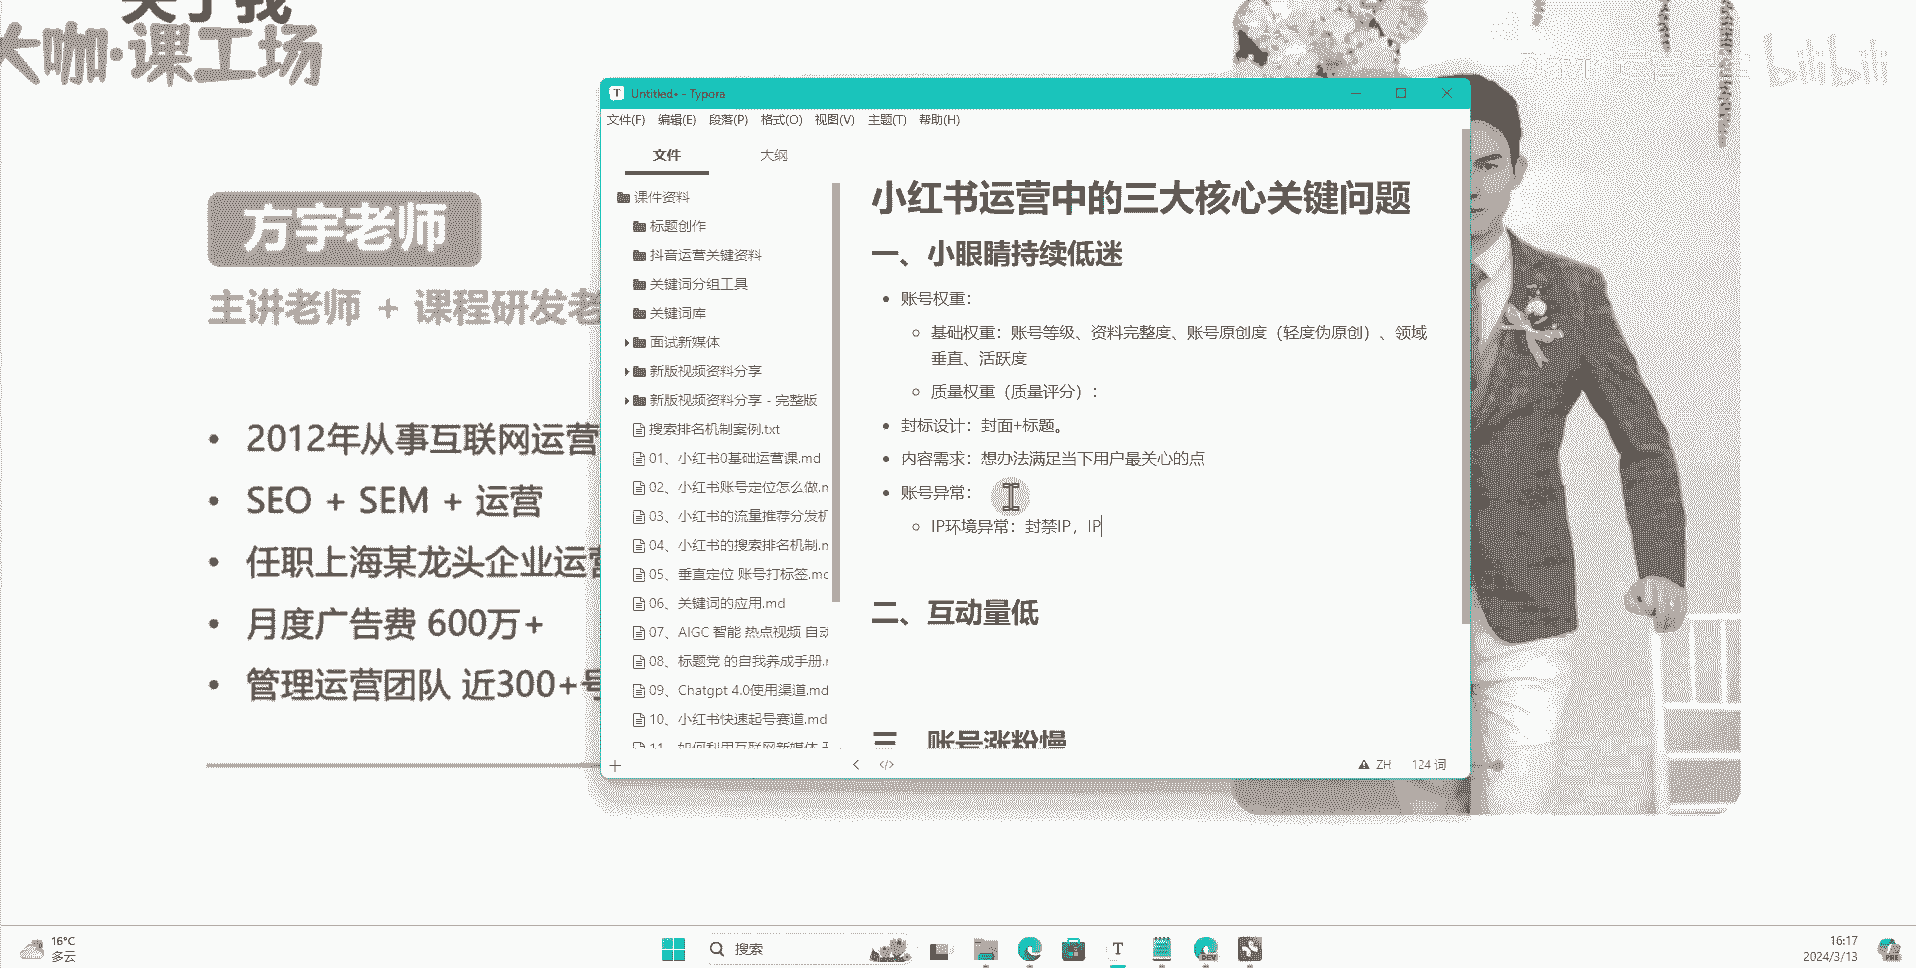 关于我
大咖·课工场
bilibili
方宇老师
主讲老师 + 课程研发老
2012年从事互联网运营
SEO + SEM + 运营
任职上海某龙头企业运营
月度广告费 600万+
管理运营团队 近300+号
Untitled• - Typora
文件(F) 编辑(E) 段落(P) 格式(O) 视图(V) 主题(T) 帮助(H)
文件 大纲
课件资料
标题创作
抖音运营关键资料
关键词分组工具
关键词库
面试新媒体
新版视频资料分享
新版视频资料分享 - 完整版
搜索排名机制案例.txt
01、小红书0基础运营课.md
02、小红书账号定位怎么做.m
03、小红书的流量推荐分发机
04、小红书的搜索排名机制.m
05、垂直定位 账号打标签.md
06、关键词的应用.md
07、AIGC 智能 热点视频 自动
08、标题党 的自我养成手册.m
09、Chatgpt 4.0使用渠道.md
10、小红书快速起号赛道.md
11、如何利用互联网新媒体
小红书运营中的三大核心关键问题
一、小眼睛持续低迷
账号权重：
基础权重：账号等级、资料完整度、账号原创度（轻度伪原创）、领域
垂直、活跃度
质量权重（质量评分）：
封标设计：封面+标题。
内容需求：想办法满足当下用户最关心的点
账号异常：
IP环境异常：封禁IP，IP
二、互动量低
三、账号涨粉慢
ZH 124 词
16°C
多云
搜索
16:17
2024/3/13